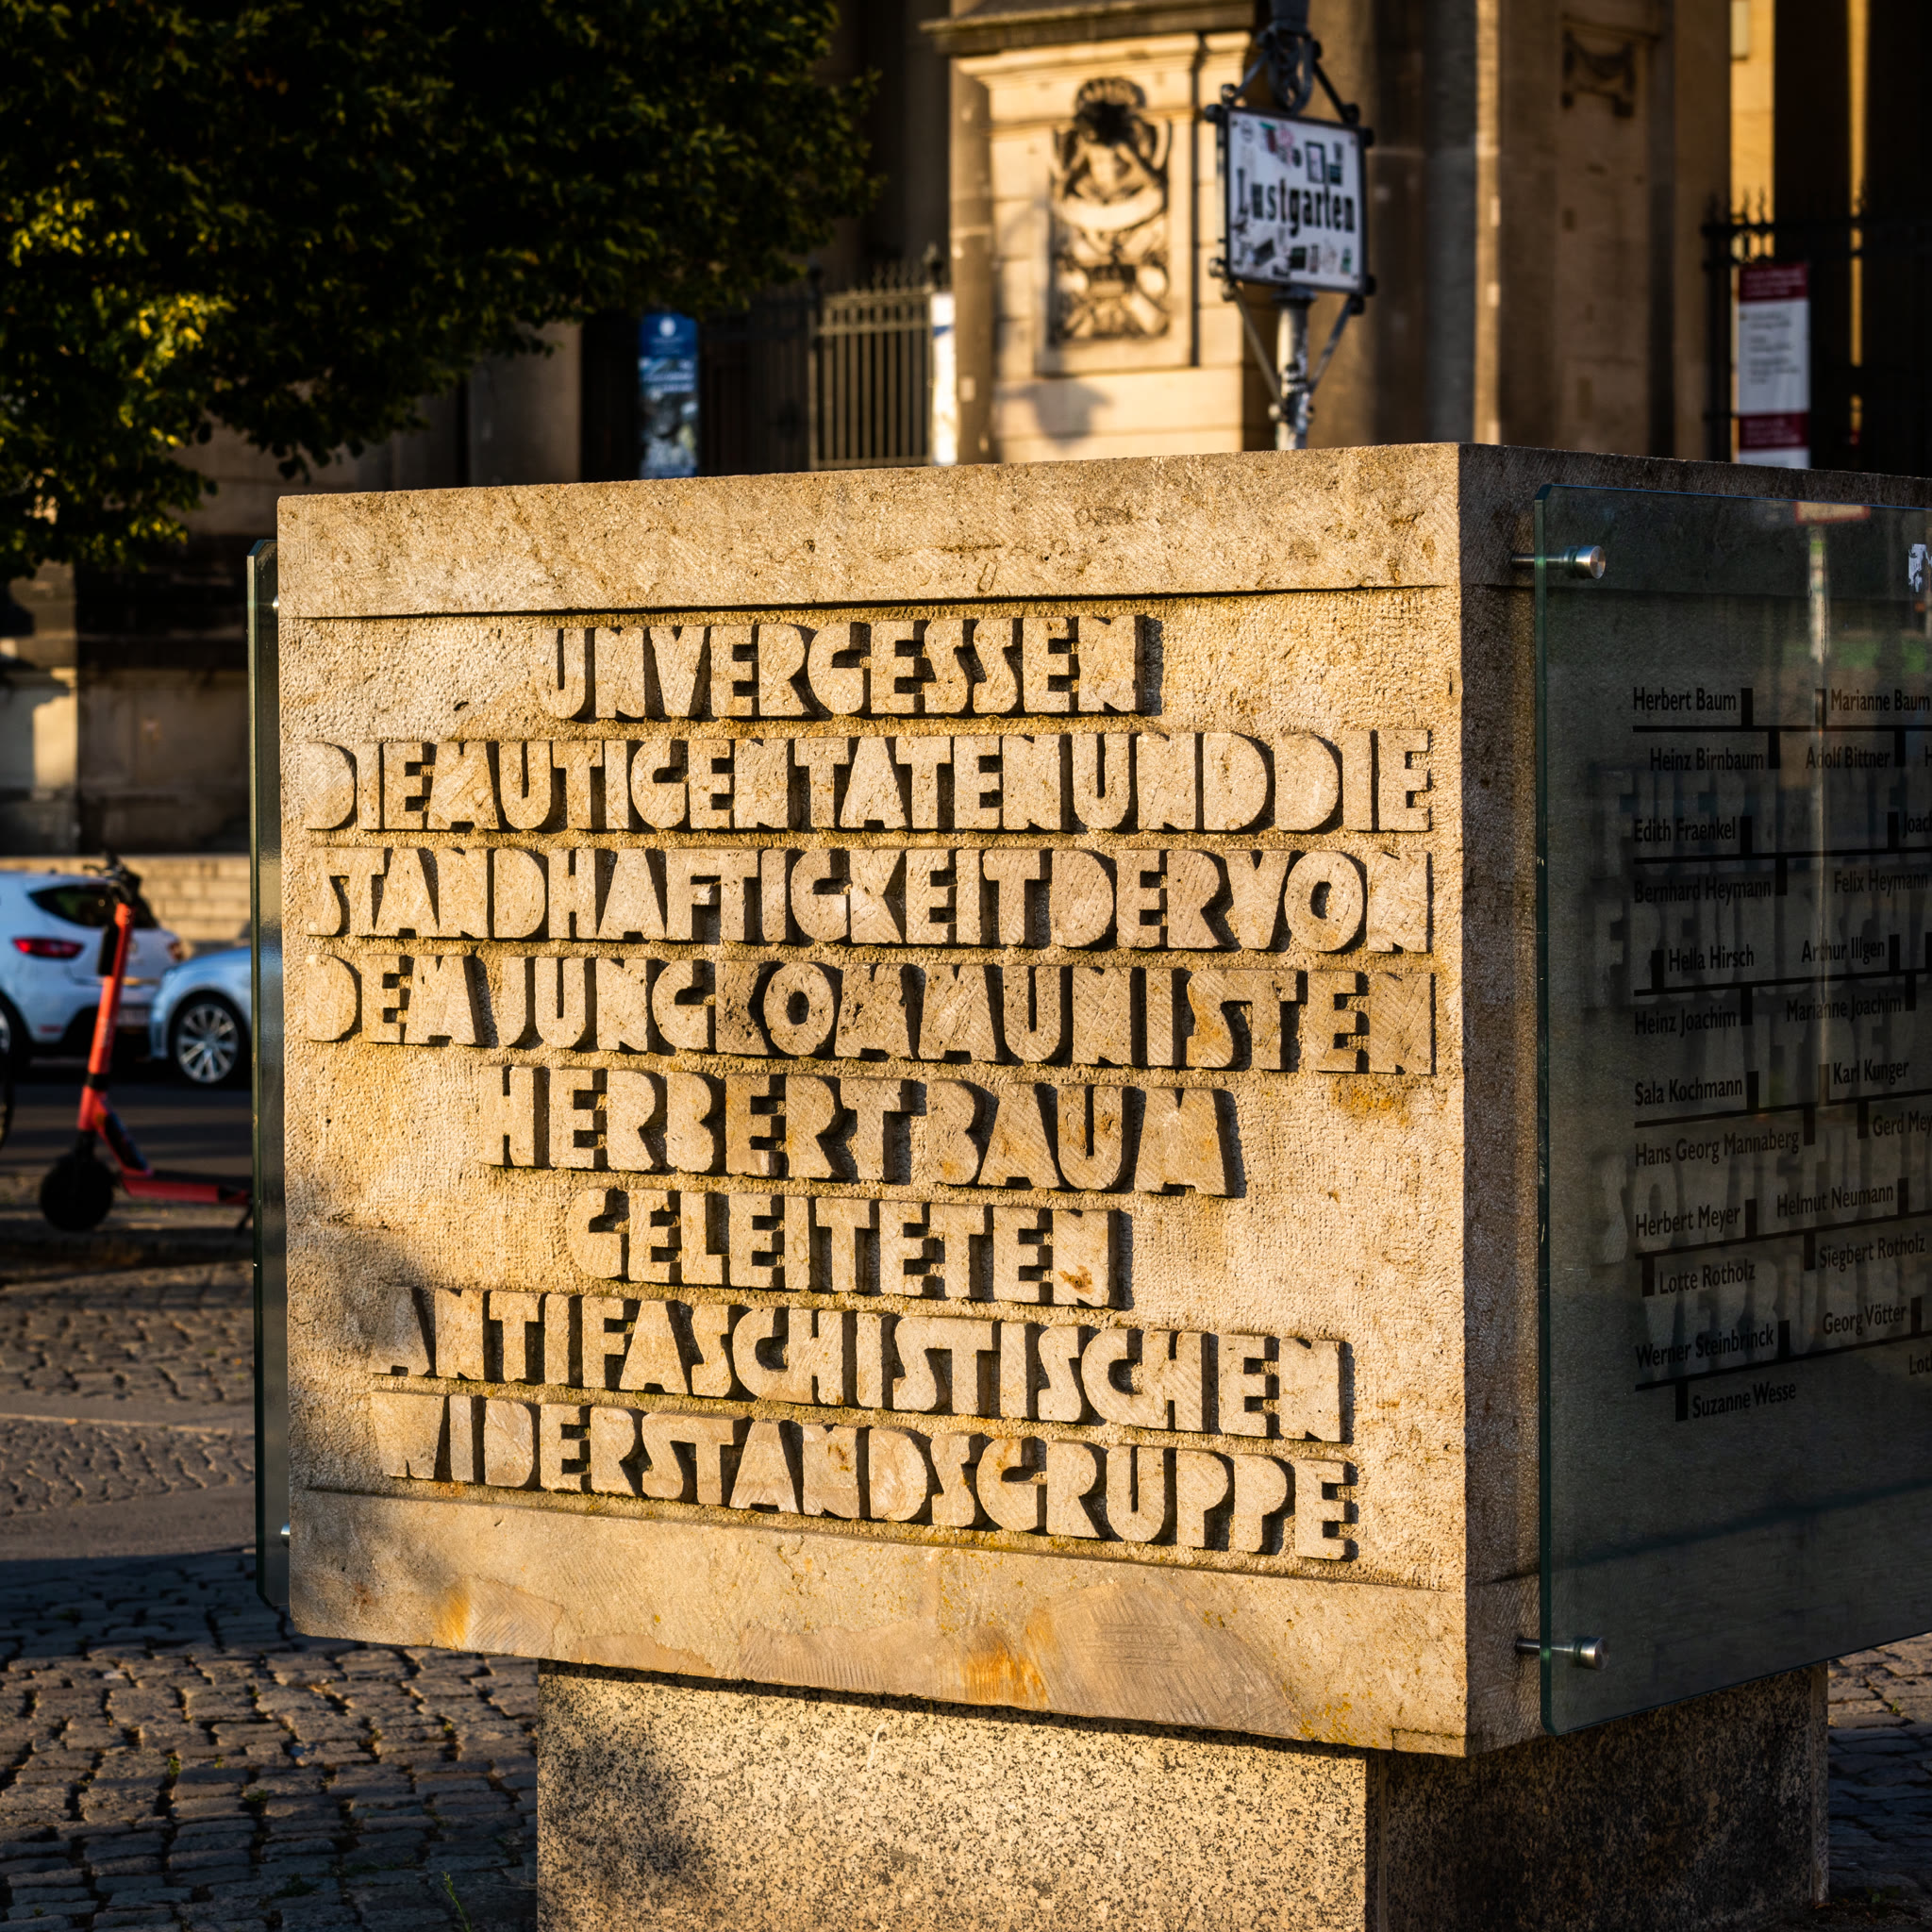 Lustgarten
UNVERGESSEN
DIE MUTIGEN TATEN UND DIE
STANDHAFTIGKEIT DER VON
DEM JUNGKOMMUNISTEN
HERBERT BAUM
GELEITETEN
ANTIFASCHISTISCHEN
WIDERSTANDSGRUPPE
Herbert Baum Marianne Baum
Heinz Birnbaum Adolf Bittner
Edith Fraenkel
Bernhard Heymann Felix Heymann
Hella Hirsch Arthur Illgen
Heinz Joachim Marianne Joachim
Sala Kochmann Karl Kunger
Hans Georg Mannaberg Gerd
Herbert Meyer Helmut Neumann
Lotte Rotholz Siegbert Rotholz
Werner Steinbrinck Georg Vötter
Suzanne Wesse